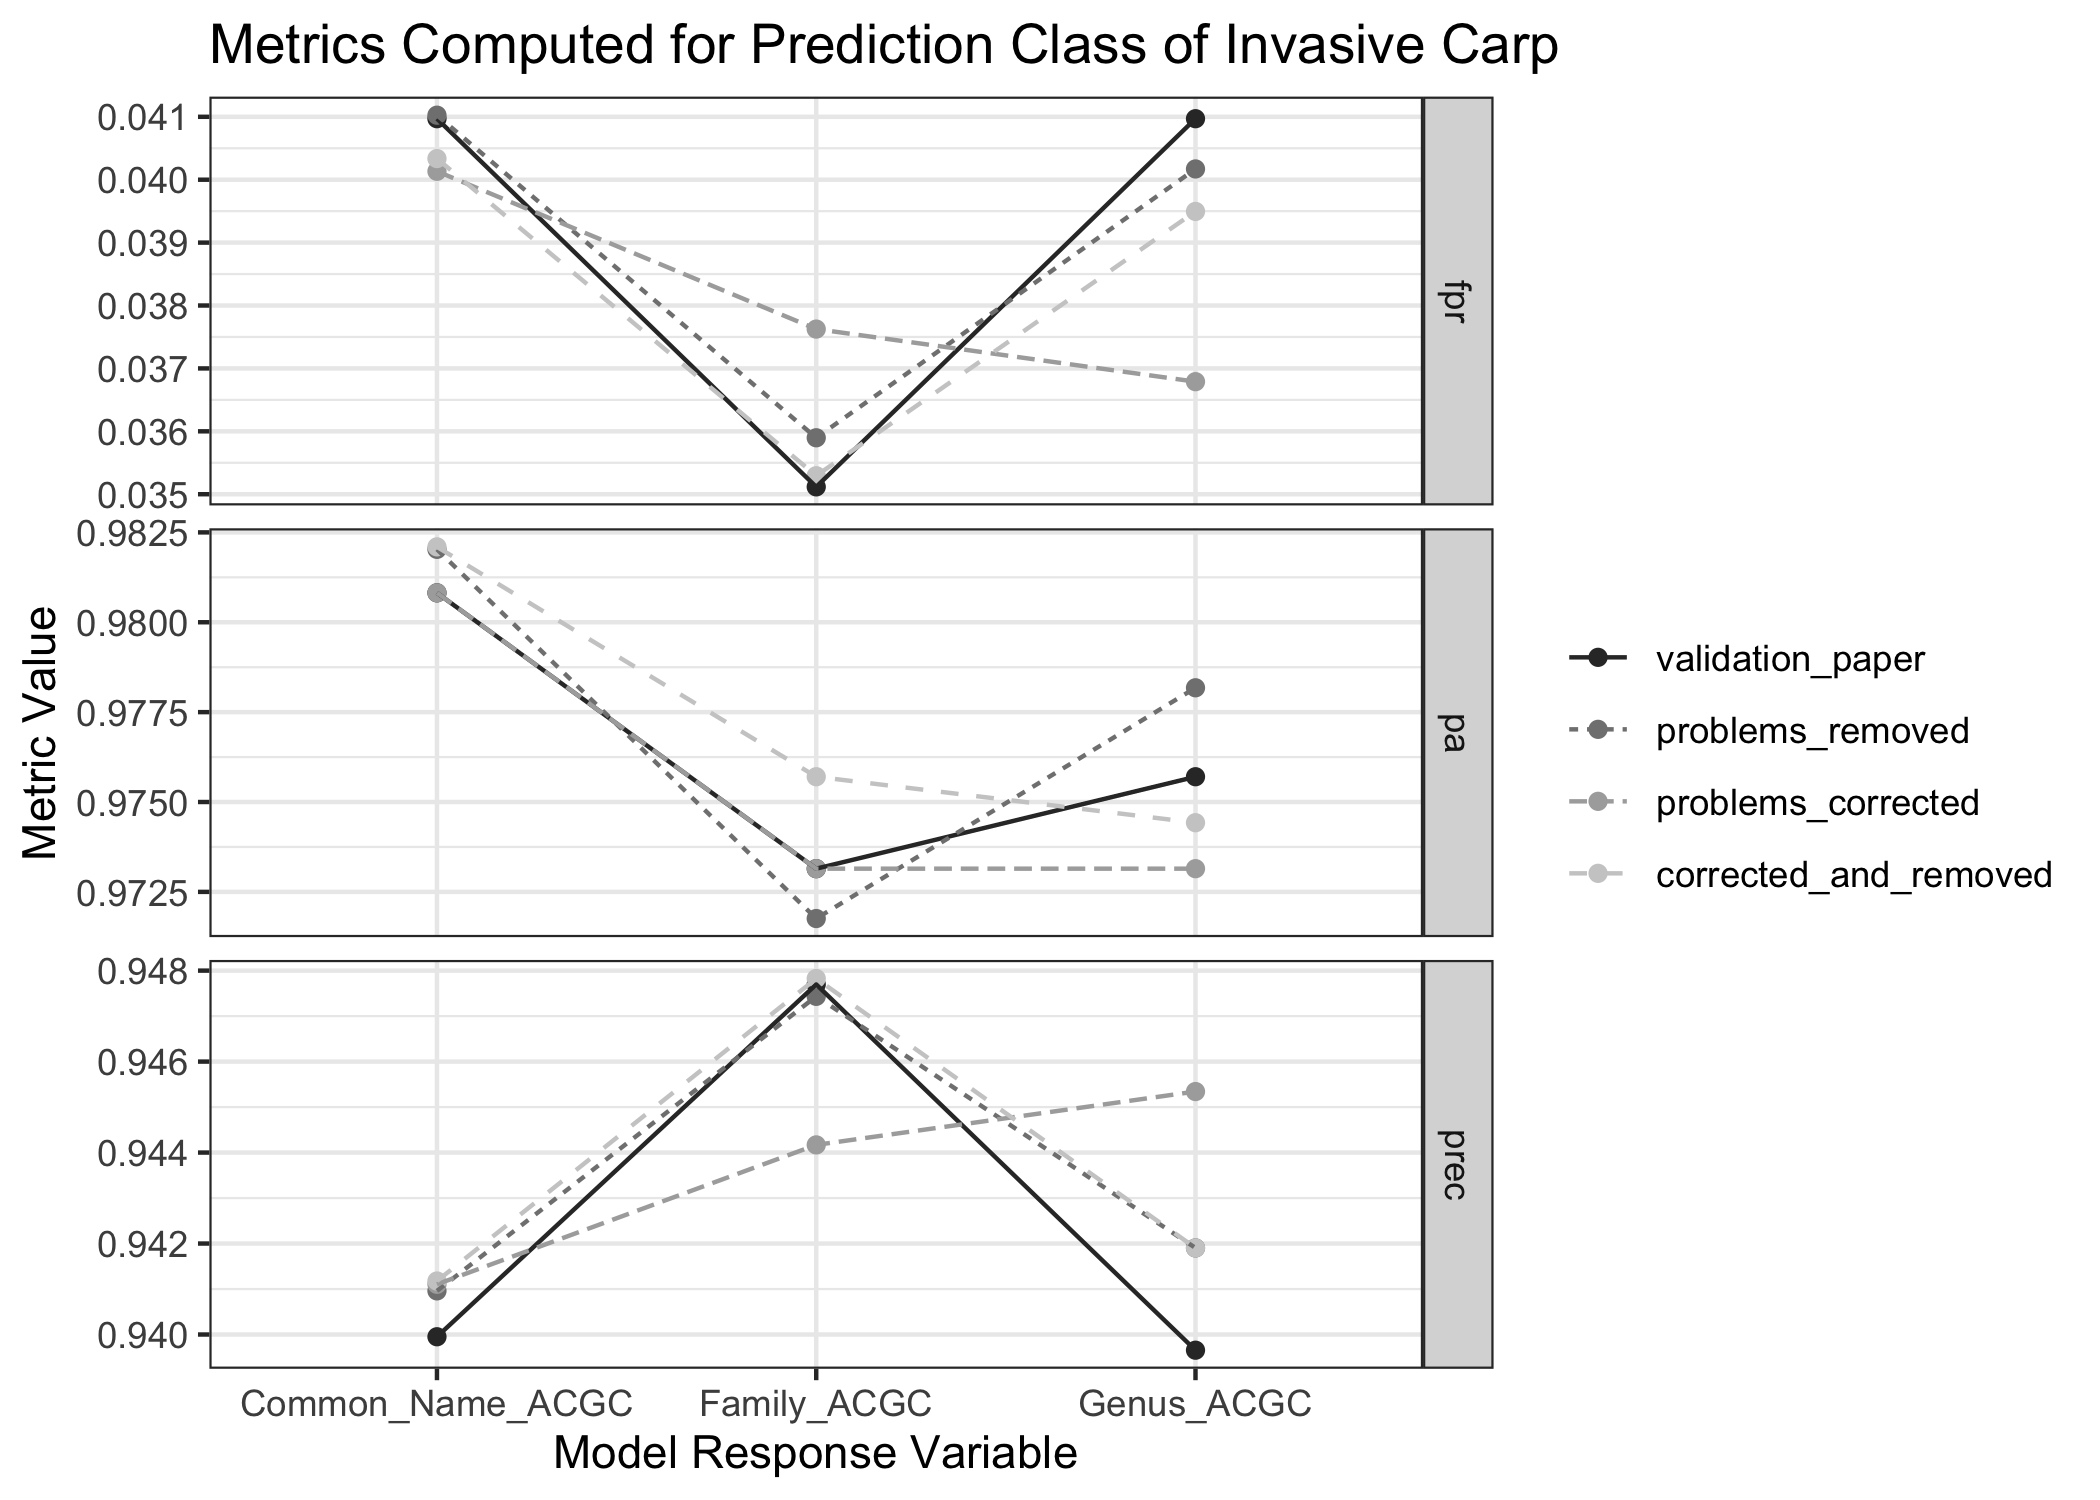 Metrics Computed for Prediction Class of Invasive Carp
0.041
0.040
0.039
0.038
0.037
0.036
0.035
fpr
0.9825
0.9800
0.9775
0.9750
0.9725
pa
0.948
0.946
0.944
0.942
0.940
prec
Metric Value
Common_Name_ACGC Family_ACGC Genus_ACGC
Model Response Variable
validation_paper
problems_removed
problems_corrected
corrected_and_removed